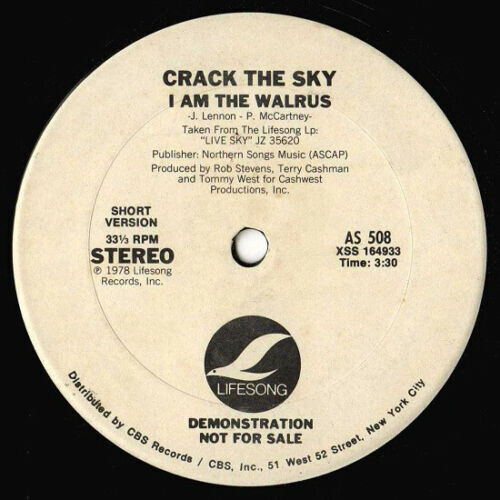 CRACK THE SKY
I AM THE WALRUS
-J. Lennon - P. McCartney-
Taken From The Lifesong Lp:
"LIVE SKY" JZ 35620
Publisher: Northern Songs Music (ASCAP)
Produced by Rob Stevens, Terry Cashman
and Tommy West for Cashwest
Productions, Inc.
SHORT
VERSION
33⅓ RPM
STEREO
℗ 1978 Lifesong
Records, Inc.
AS 508
XSS 164933
Time: 3:30
LIFESONG
DEMONSTRATION
NOT FOR SALE
Distributed by CBS Records / CBS, Inc., 51 West 52 Street, New York City